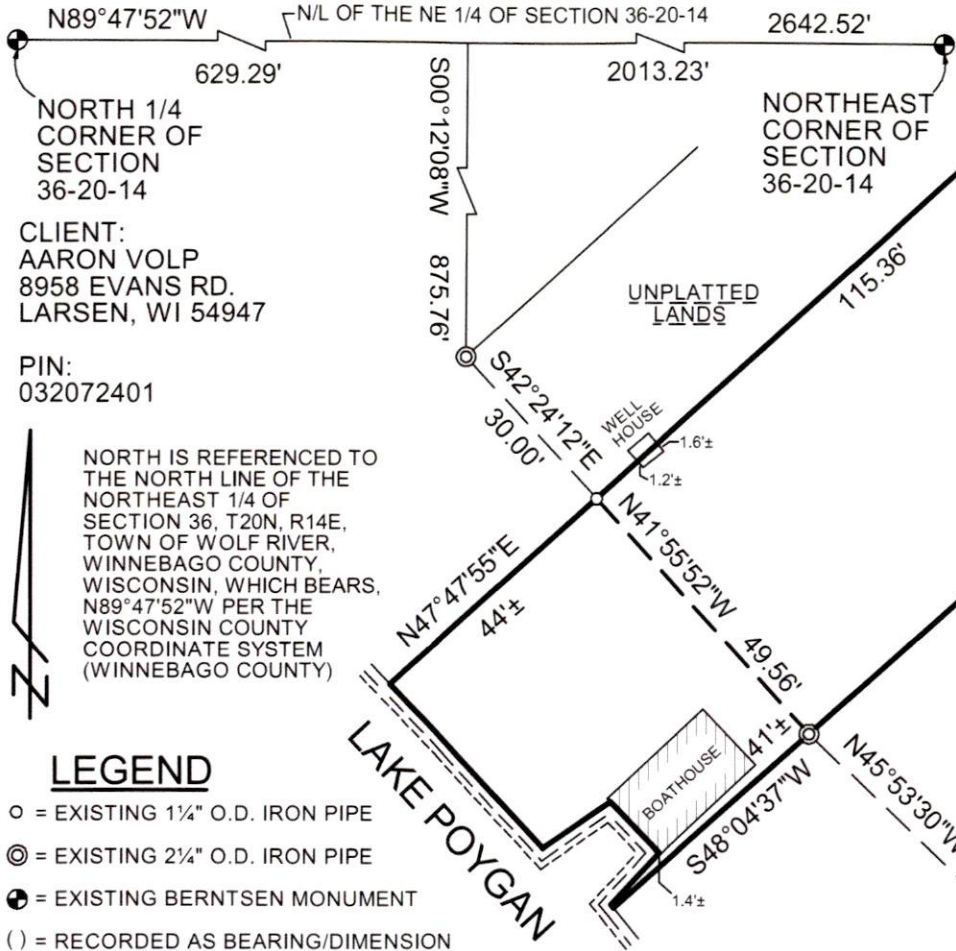 N89°47'52"W
N/L OF THE NE 1/4 OF SECTION 36-20-14
2642.52'
629.29'
2013.23'
NORTH 1/4
CORNER OF
SECTION
36-20-14
S00°12'08"W 875.76'
NORTHEAST
CORNER OF
SECTION
36-20-14
CLIENT:
AARON VOLP
8958 EVANS RD.
LARSEN, WI 54947
UNPLATTED
LANDS
115.36'
PIN:
032072401
S42°24'12"E
30.00'
WELL
HOUSE
1.6'±
1.2'±
NORTH IS REFERENCED TO
THE NORTH LINE OF THE
NORTHEAST 1/4 OF
SECTION 36, T20N, R14E,
TOWN OF WOLF RIVER,
WINNEBAGO COUNTY,
WISCONSIN, WHICH BEARS,
N89°47'52"W PER THE
WISCONSIN COUNTY
COORDINATE SYSTEM
(WINNEBAGO COUNTY)
N
N47°47'55"E
44'±
N41°55'52"W 49.56'
LAKE POYGAN
BOATHOUSE
41'±
S48°04'37"W
N45°53'30"W
1.4'±
LEGEND
= EXISTING 1¼" O.D. IRON PIPE
= EXISTING 2¼" O.D. IRON PIPE
= EXISTING BERNTSEN MONUMENT
( ) = RECORDED AS BEARING/DIMENSION